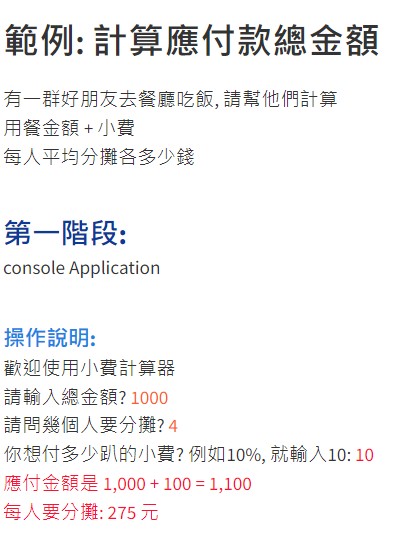 範例: 計算應付款總金額
有一群好朋友去餐廳吃飯, 請幫他們計算
用餐金額 + 小費
每人平均分攤各多少錢
第一階段:
console Application
操作說明:
歡迎使用小費計算器
請輸入總金額? 1000
請問幾個人要分攤? 4
你想付多少趴的小費? 例如10%, 就輸入10: 10
應付金額是 1,000 + 100 = 1,100
每人要分攤: 275 元